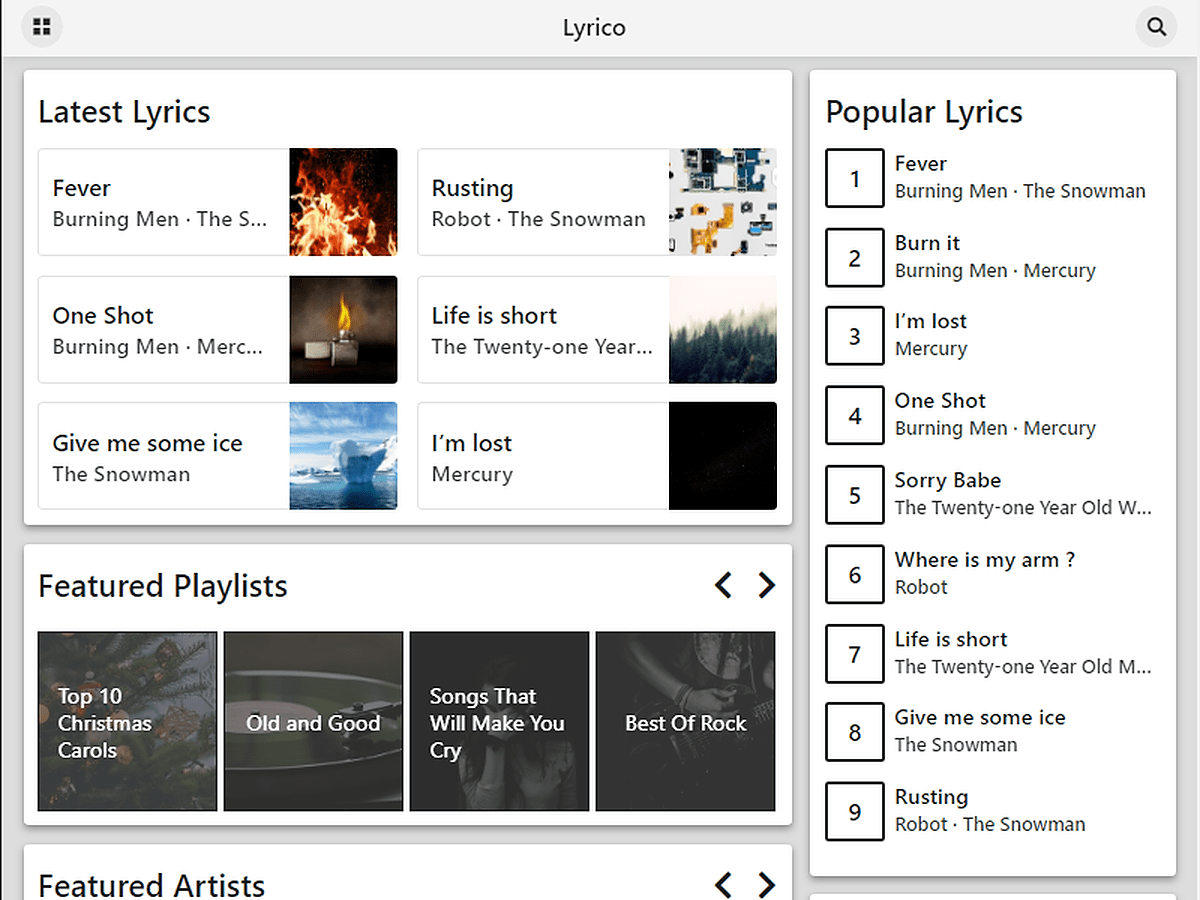 Lyrico
Latest Lyrics
Fever
Burning Men · The S...
Rusting
Robot · The Snowman
One Shot
Burning Men · Merc...
Life is short
The Twenty-one Year...
Give me some ice
The Snowman
I’m lost
Mercury
Featured Playlists
Top 10
Christmas
Carols
Old and Good
Songs That
Will Make You
Cry
Best Of Rock
Featured Artists
Popular Lyrics
1
Fever
Burning Men · The Snowman
2
Burn it
Burning Men · Mercury
3
I’m lost
Mercury
4
One Shot
Burning Men · Mercury
5
Sorry Babe
The Twenty-one Year Old W...
6
Where is my arm ?
Robot
7
Life is short
The Twenty-one Year Old M...
8
Give me some ice
The Snowman
9
Rusting
Robot · The Snowman